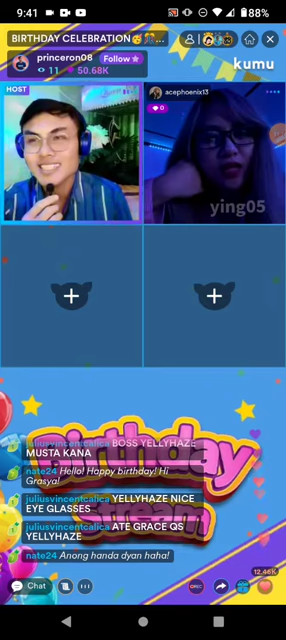 9:41
88%
BIRTHDAY CELEBRATION🥳🎊...
princeron08
Follow ★
11 50.68K
kumu
HOST
acephoenix13
0
ying05
Birthday
Stream
juliusvincentcalica BOSS YELLYHAZE
MUSTA KANA
nate24 Hello! Happy birthday! Hi
Grasya!
juliusvincentcalica YELLYHAZE NICE
EYE GLASSES
juliusvincentcalica ATE GRACE QS
YELLYHAZE
nate24 Anong handa dyan haha!
12.46K
Chat